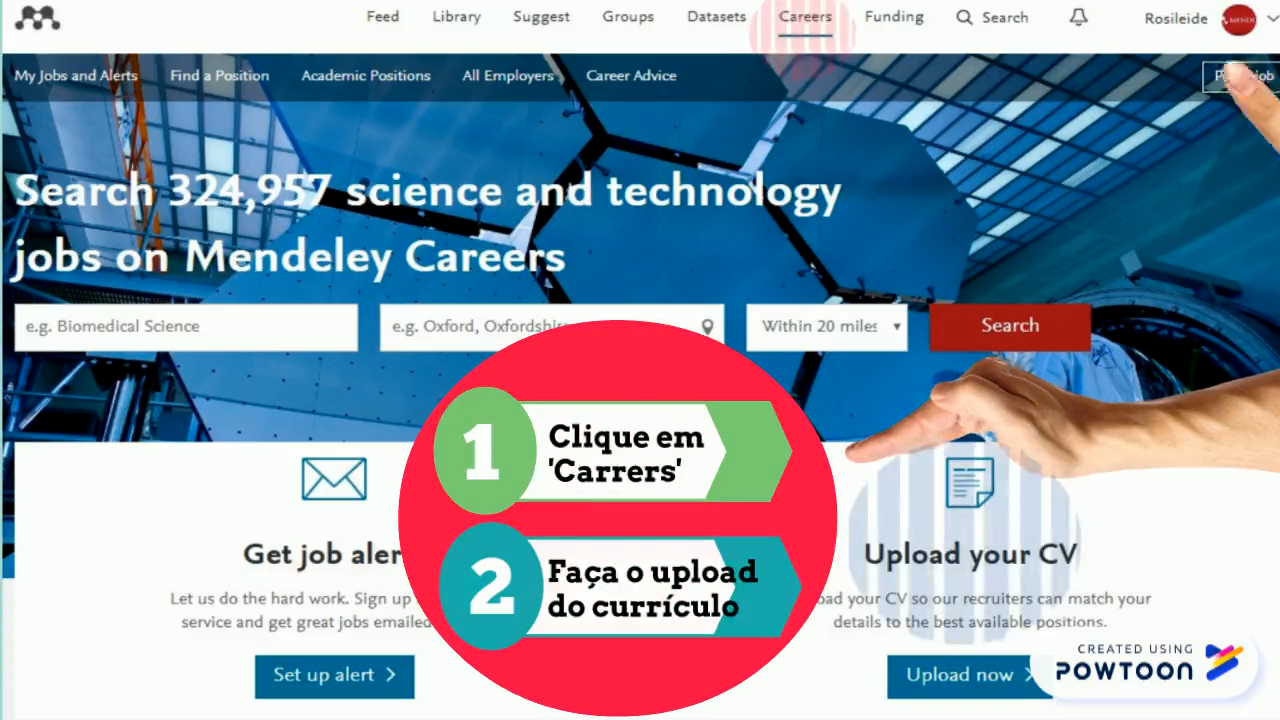 Feed Library Suggest Groups Datasets Careers Funding Search Rosileide
My Jobs and Alerts Find a Position Academic Positions All Employers Career Advice job
Search 324,957 science and technology
jobs on Mendeley Careers
e.g. Biomedical Science e.g. Oxford, Oxfordshire Within 20 miles Search
1 Clique em
'Carrers'
2 Faça o upload
do currículo
Get job aler
Let us do the hard work. Sign up
service and get great jobs emailed
Set up alert
Upload your CV
oad your CV so our recruiters can match your
details to the best available positions.
Upload now
CREATED USING
POWTOON